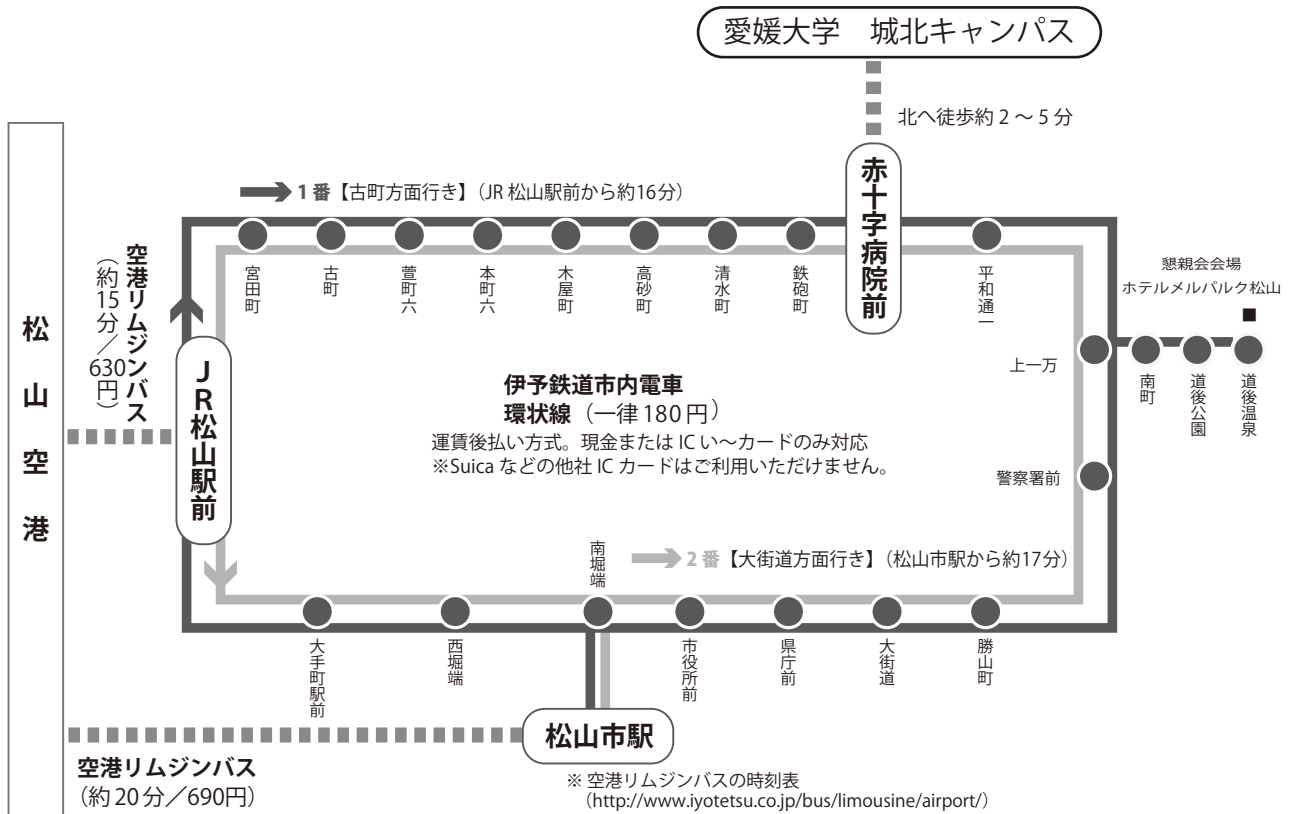 愛媛大学　城北キャンパス
北へ徒歩約 2 ～ 5 分
赤十字病院前
1 番【古町方面行き】（JR 松山駅前から約16分）
宮田町
古町
萱町六
本町六
木屋町
高砂町
清水町
鉄砲町
平和通一
懇親会会場
ホテルメルパルク松山
■
上一万
南町
道後公園
道後温泉
警察署前
松山空港
空港リムジンバス
（約15分／630円）
JR松山駅前
伊予鉄道市内電車
環状線（一律 180 円）
運賃後払い方式。現金または IC い～カードのみ対応
※Suica などの他社 IC カードはご利用いただけません。
2 番【大街道方面行き】（松山市駅から約17分）
大手町駅前
西堀端
南堀端
市役所前
県庁前
大街道
勝山町
松山市駅
空港リムジンバス
（約 20 分／690円）
※ 空港リムジンバスの時刻表
（http://www.iyotetsu.co.jp/bus/limousine/airport/）